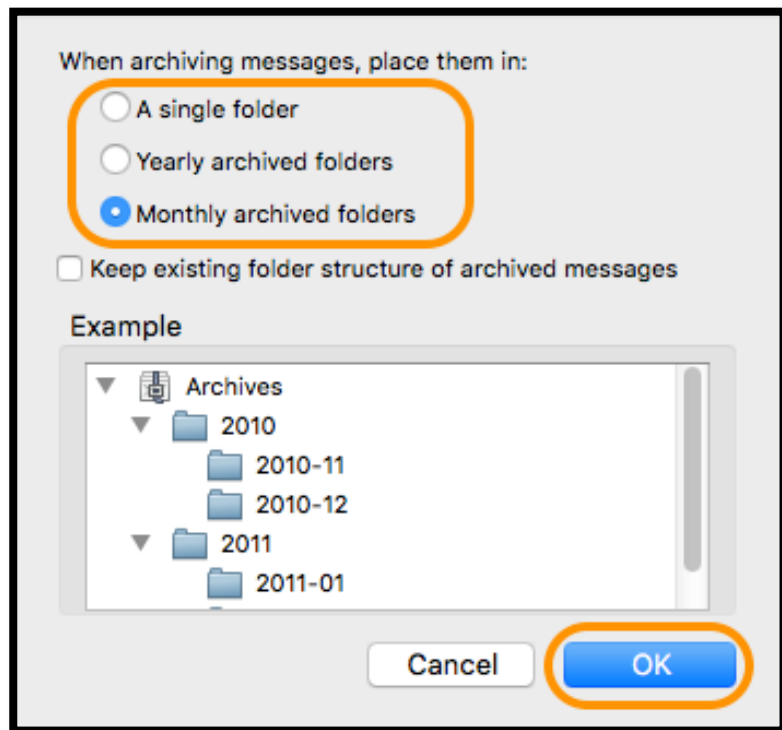 When archiving messages, place them in:
A single folder
Yearly archived folders
Monthly archived folders
Keep existing folder structure of archived messages
Example
Archives
2010
2010-11
2010-12
2011
2011-01
Cancel
OK